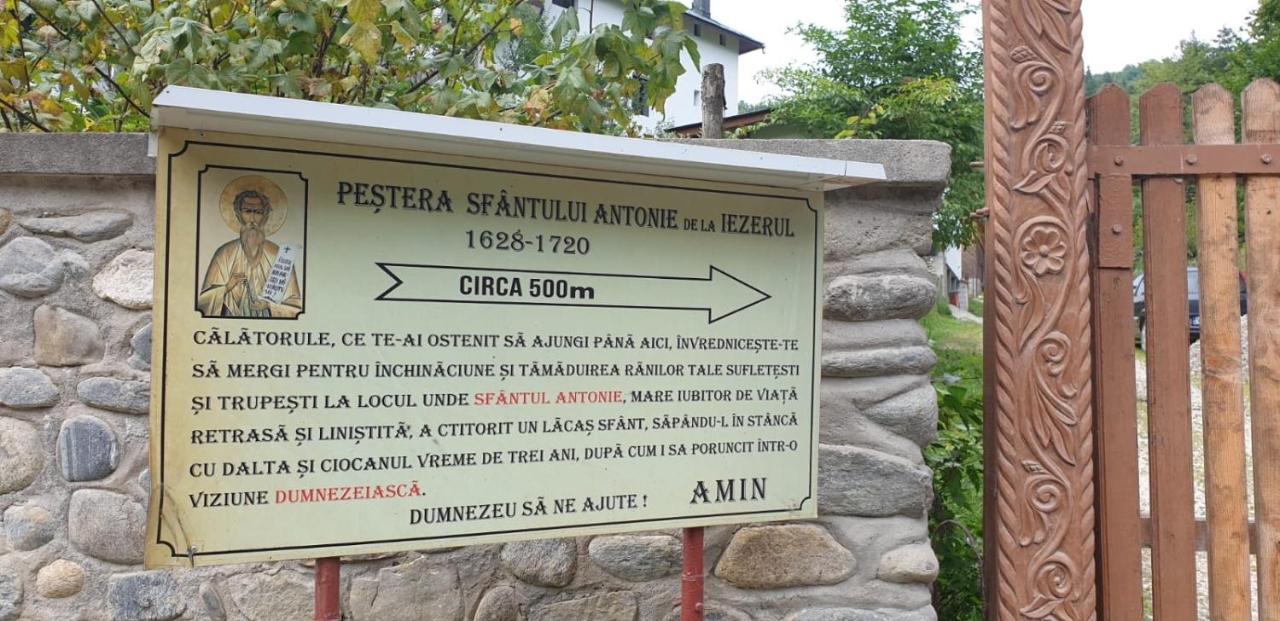 PEȘTERA SFÂNTULUI ANTONIE DE LA IEZERUL
1628-1720
CIRCA 500m
CĂLĂTORULE, CE TE-AI OSTENIT SĂ AJUNGI PÂNĂ AICI, ÎNVREDNICEȘTE-TE
SĂ MERGI PENTRU ÎNCHINĂCIUNE ȘI TĂMĂDUIREA RĂNILOR TALE SUFLETEȘTI
ȘI TRUPEȘTI LA LOCUL UNDE SFÂNTUL ANTONIE, MARE IUBITOR DE VIAȚĂ
RETRASĂ ȘI LINIȘTITĂ, A CTITORIT UN LĂCAȘ SFÂNT, SĂPÂNDU-L ÎN STÂNCĂ
CU DALTA ȘI CIOCANUL VREME DE TREI ANI, DUPĂ CUM I SA PORUNCIT ÎNTR-O
VIZIUNE DUMNEZEIASCĂ.
DUMNEZEU SĂ NE AJUTE ! AMIN